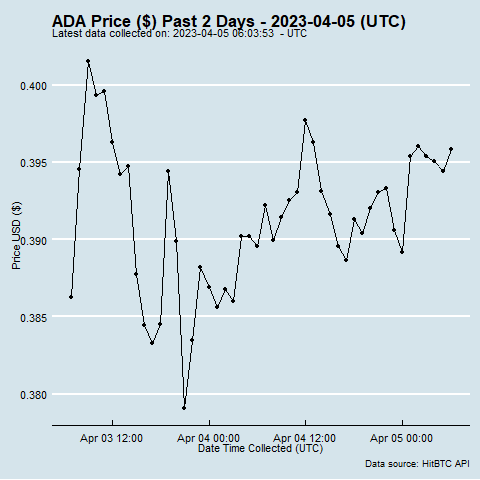 ADA Price ($) Past 2 Days - 2023-04-05 (UTC)
Latest data collected on: 2023-04-05 06:03:53  - UTC
0.400
0.395
0.390
0.385
0.380
Price USD ($)
Apr 03 12:00
Apr 04 00:00
Apr 04 12:00
Apr 05 00:00
Date Time Collected (UTC)
Data source: HitBTC API